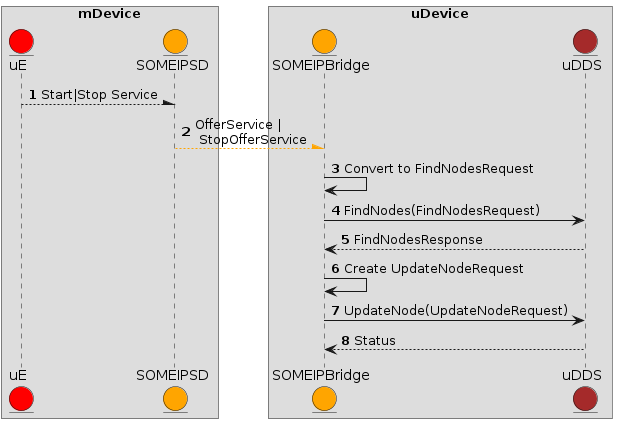 mDevice
uDevice
uE
SOMEIPSD
SOMEIPBridge
uDDS
1 Start|Stop Service
2 OfferService |
StopOfferService
3 Convert to FindNodesRequest
4 FindNodes(FindNodesRequest)
5 FindNodesResponse
6 Create UpdateNodeRequest
7 UpdateNode(UpdateNodeRequest)
8 Status
uE
SOMEIPSD
SOMEIPBridge
uDDS